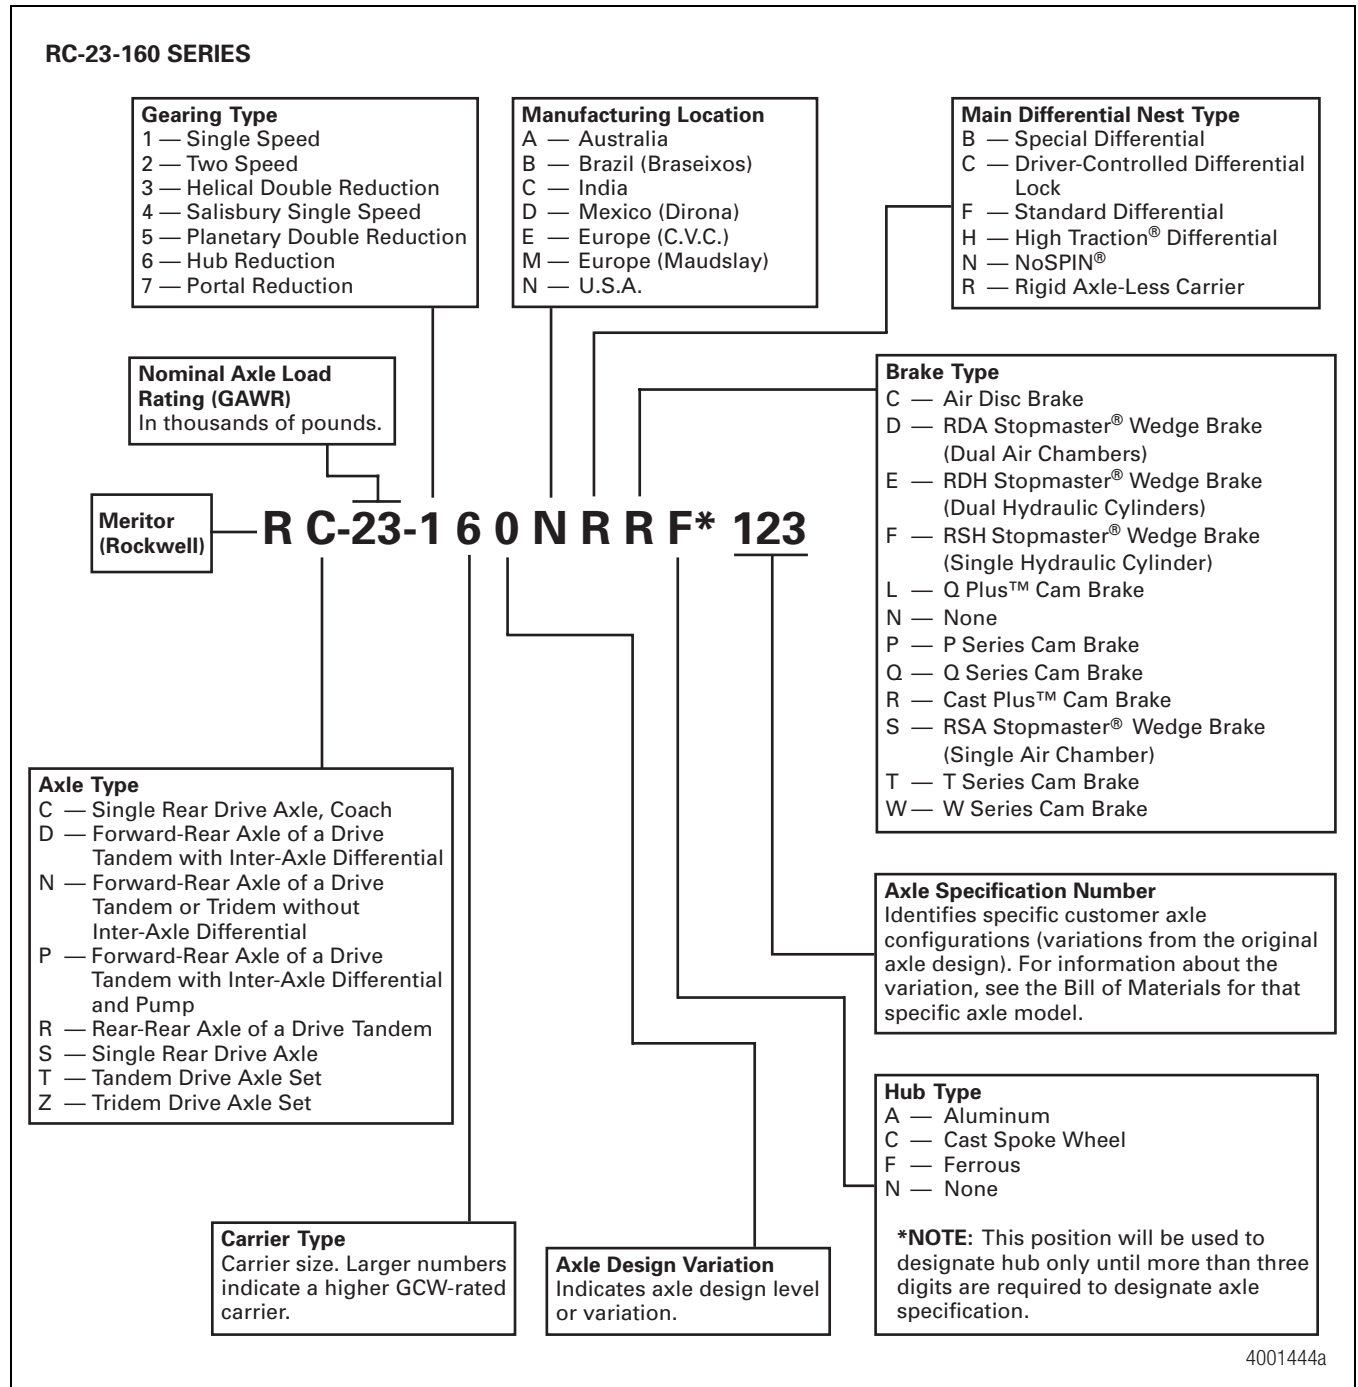 RC-23-160 SERIES
Gearing Type
1 — Single Speed
2 — Two Speed
3 — Helical Double Reduction
4 — Salisbury Single Speed
5 — Planetary Double Reduction
6 — Hub Reduction
7 — Portal Reduction
Manufacturing Location
A — Australia
B — Brazil (Braseixos)
C — India
D — Mexico (Dirona)
E — Europe (C.V.C.)
M — Europe (Maudslay)
N — U.S.A.
Main Differential Nest Type
B — Special Differential
C — Driver-Controlled Differential
Lock
F — Standard Differential
H — High Traction® Differential
N — NoSPIN®
R — Rigid Axle-Less Carrier
Nominal Axle Load
Rating (GAWR)
In thousands of pounds.
Brake Type
C — Air Disc Brake
D — RDA Stopmaster® Wedge Brake
(Dual Air Chambers)
E — RDH Stopmaster® Wedge Brake
(Dual Hydraulic Cylinders)
F — RSH Stopmaster® Wedge Brake
(Single Hydraulic Cylinder)
L — Q Plus™ Cam Brake
N — None
P — P Series Cam Brake
Q — Q Series Cam Brake
R — Cast Plus™ Cam Brake
S — RSA Stopmaster® Wedge Brake
(Single Air Chamber)
T — T Series Cam Brake
W — W Series Cam Brake
Meritor
(Rockwell)
R C-23-1 6 0 N R R F* 123
Axle Type
C — Single Rear Drive Axle, Coach
D — Forward-Rear Axle of a Drive
Tandem with Inter-Axle Differential
N — Forward-Rear Axle of a Drive
Tandem or Tridem without
Inter-Axle Differential
P — Forward-Rear Axle of a Drive
Tandem with Inter-Axle Differential
and Pump
R — Rear-Rear Axle of a Drive Tandem
S — Single Rear Drive Axle
T — Tandem Drive Axle Set
Z — Tridem Drive Axle Set
Axle Specification Number
Identifies specific customer axle
configurations (variations from the original
axle design). For information about the
variation, see the Bill of Materials for that
specific axle model.
Hub Type
A — Aluminum
C — Cast Spoke Wheel
F — Ferrous
N — None
*NOTE: This position will be used to
designate hub only until more than three
digits are required to designate axle
specification.
Carrier Type
Carrier size. Larger numbers
indicate a higher GCW-rated
carrier.
Axle Design Variation
Indicates axle design level
or variation.
4001444a